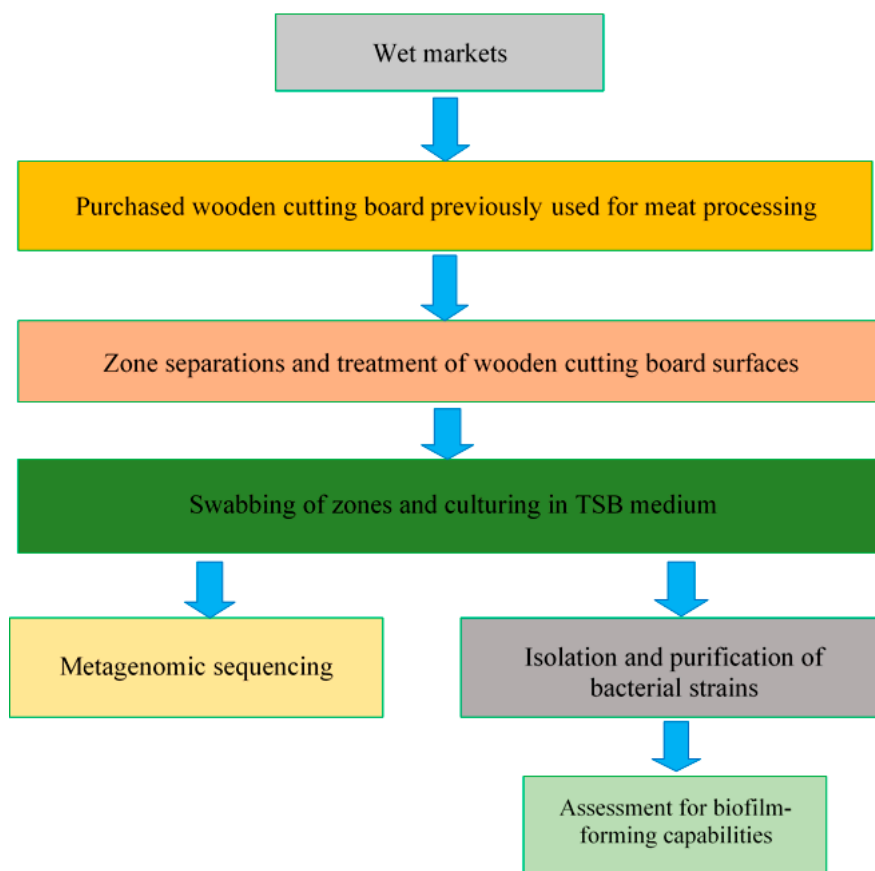 Wet markets
Purchased wooden cutting board previously used for meat processing
Zone separations and treatment of wooden cutting board surfaces
Swabbing of zones and culturing in TSB medium
Metagenomic sequencing
Isolation and purification of
bacterial strains
Assessment for biofilm-
forming capabilities